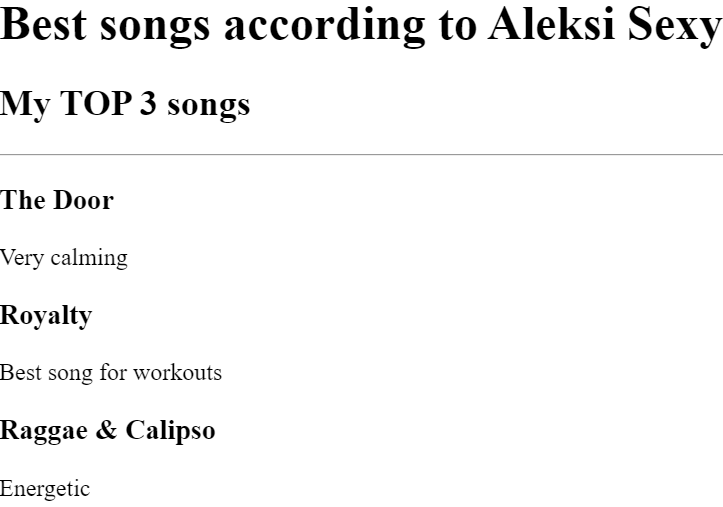 Best songs according to Aleksi Sexy
My TOP 3 songs
The Door
Very calming
Royalty
Best song for workouts
Raggae & Calipso
Energetic